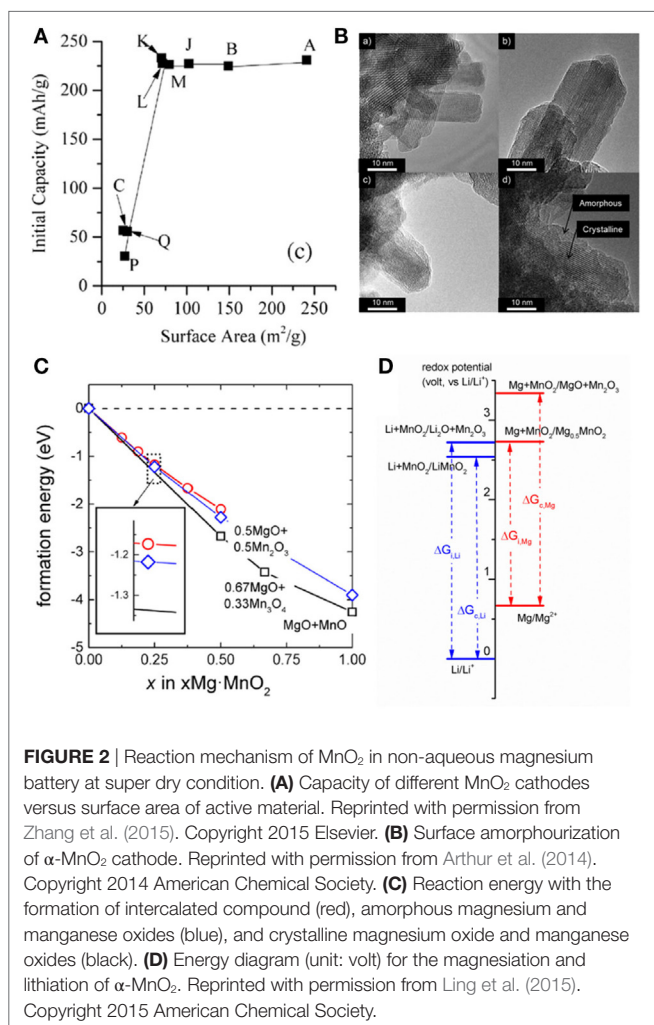 A
K
J
B
A
L
M
C
Q
P
(c)
250
225
200
175
150
125
100
75
50
25
0
0
50
100
150
200
250
Initial Capacity (mAh/g)
Surface Area (m²/g)
B
a)
10 nm
b)
10 nm
c)
10 nm
d)
Amorphous
Crystalline
10 nm
C
0
-1
-2
-3
-4
-5
formation energy (eV)
-1.2
-1.3
0.5MgO+
0.5Mn₂O₃
0.67MgO+
0.33Mn₃O₄
MgO+MnO
0.00
0.25
0.50
0.75
1.00
x in xMg·MnO₂
D
redox potential
(volt, vs Li/Li⁺)
3
2
1
0
Mg+MnO₂/MgO+Mn₂O₃
Li+MnO₂/Li₂O+Mn₂O₃
Mg+MnO₂/Mg₀.₅MnO₂
Li+MnO₂/LiMnO₂
ΔG_c,Mg
ΔG_i,Mg
ΔG_i,Li
ΔG_c,Li
Mg/Mg²⁺
Li/Li⁺
FIGURE 2 | Reaction mechanism of MnO₂ in non-aqueous magnesium
battery at super dry condition. (A) Capacity of different MnO₂ cathodes
versus surface area of active material. Reprinted with permission from
Zhang et al. (2015). Copyright 2015 Elsevier. (B) Surface amorphourization
of α-MnO₂ cathode. Reprinted with permission from Arthur et al. (2014).
Copyright 2014 American Chemical Society. (C) Reaction energy with the
formation of intercalated compound (red), amorphous magnesium and
manganese oxides (blue), and crystalline magnesium oxide and manganese
oxides (black). (D) Energy diagram (unit: volt) for the magnesiation and
lithiation of α-MnO₂. Reprinted with permission from Ling et al. (2015).
Copyright 2015 American Chemical Society.